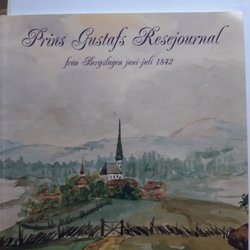 Prins Gustafs Resejournal
från Bergslagen juni-juli 1842